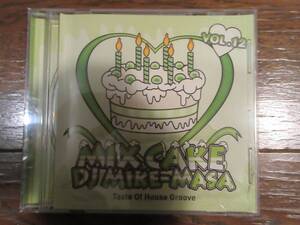 VOL.12
MIX CAKE
DJ MIKE-MASA
Taste Of House Groove